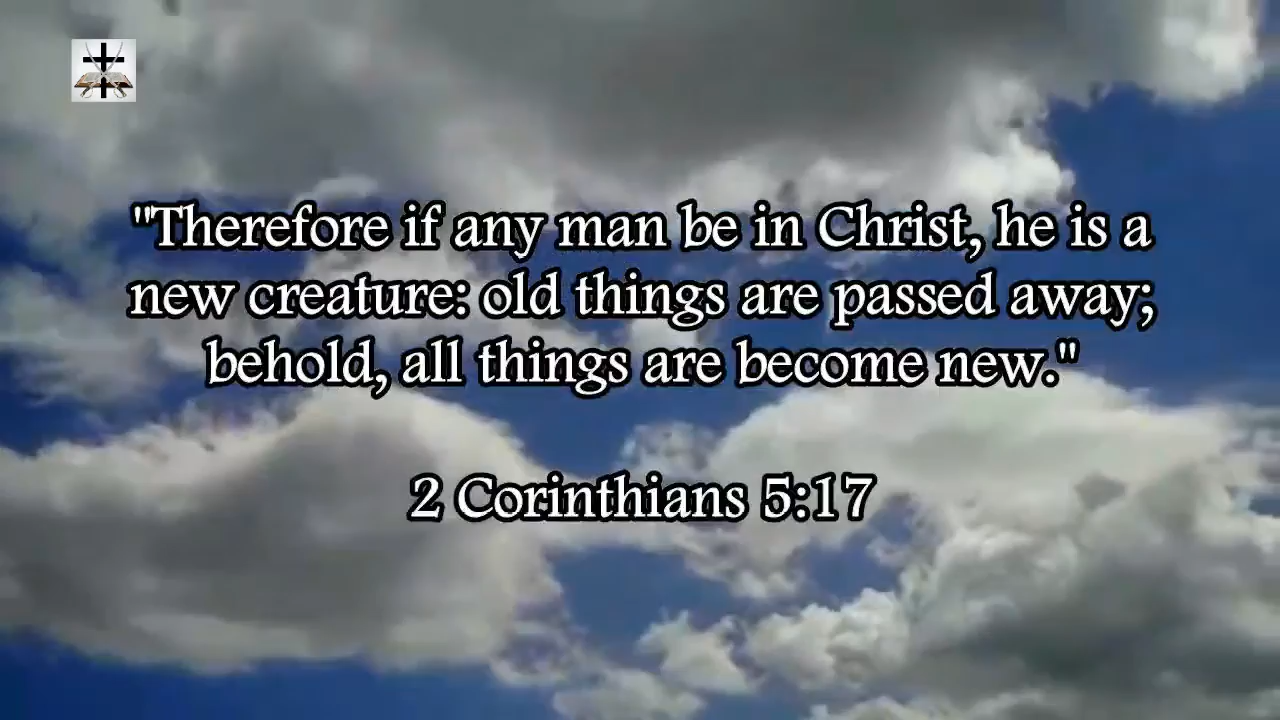 "Therefore if any man be in Christ, he is a
new creature: old things are passed away;
behold, all things are become new."
2 Corinthians 5:17